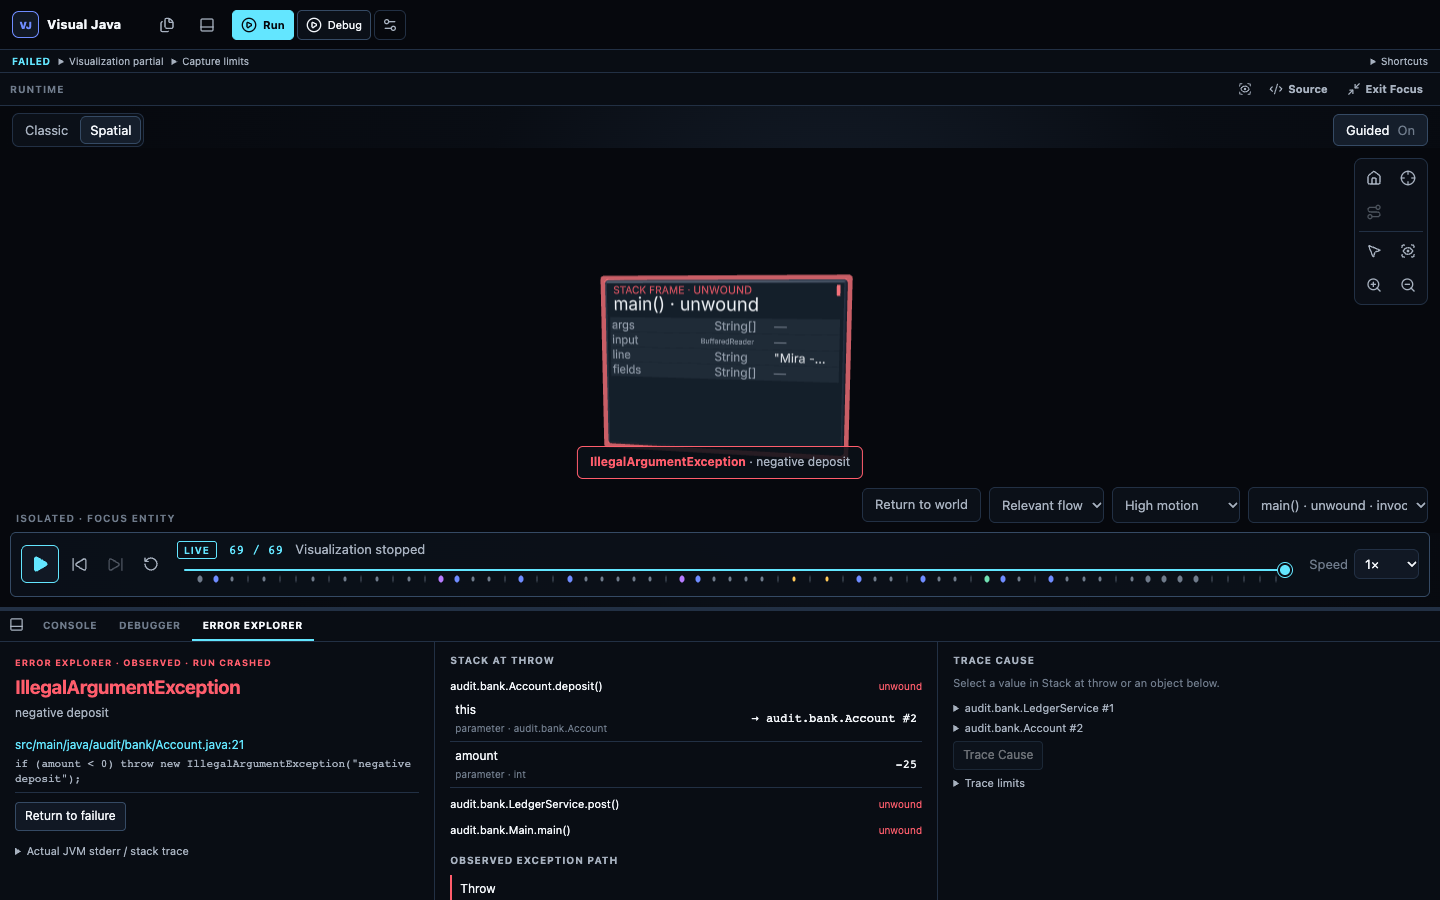 VJ Visual Java Run Debug
FAILED Visualization partial Capture limits Shortcuts
RUNTIME Source Exit Focus
Classic Spatial Guided On
STACK FRAME · UNWOUND
main() · unwound
args String[] —
input BufferedReader —
line String "Mira -...
fields String[] —
IllegalArgumentException · negative deposit
Return to world Relevant flow High motion main() · unwound · invoc
ISOLATED · FOCUS ENTITY
LIVE 69 / 69 Visualization stopped
Speed 1×
CONSOLE DEBUGGER ERROR EXPLORER
ERROR EXPLORER · OBSERVED · RUN CRASHED
IllegalArgumentException
negative deposit
src/main/java/audit/bank/Account.java:21
if (amount < 0) throw new IllegalArgumentException("negative
deposit");
Return to failure
Actual JVM stderr / stack trace
STACK AT THROW
audit.bank.Account.deposit() unwound
this
→ audit.bank.Account #2
parameter · audit.bank.Account
amount
-25
parameter · int
audit.bank.LedgerService.post() unwound
audit.bank.Main.main() unwound
OBSERVED EXCEPTION PATH
Throw
TRACE CAUSE
Select a value in Stack at throw or an object below.
audit.bank.LedgerService #1
audit.bank.Account #2
Trace Cause
Trace limits